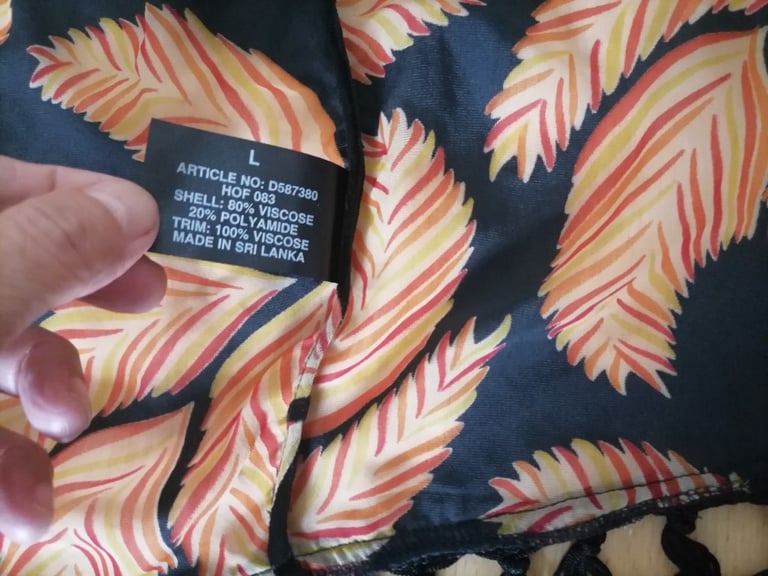 L
ARTICLE NO: D587380
HOF 083
SHELL: 80% VISCOSE
20% POLYAMIDE
TRIM: 100% VISCOSE
MADE IN SRI LANKA